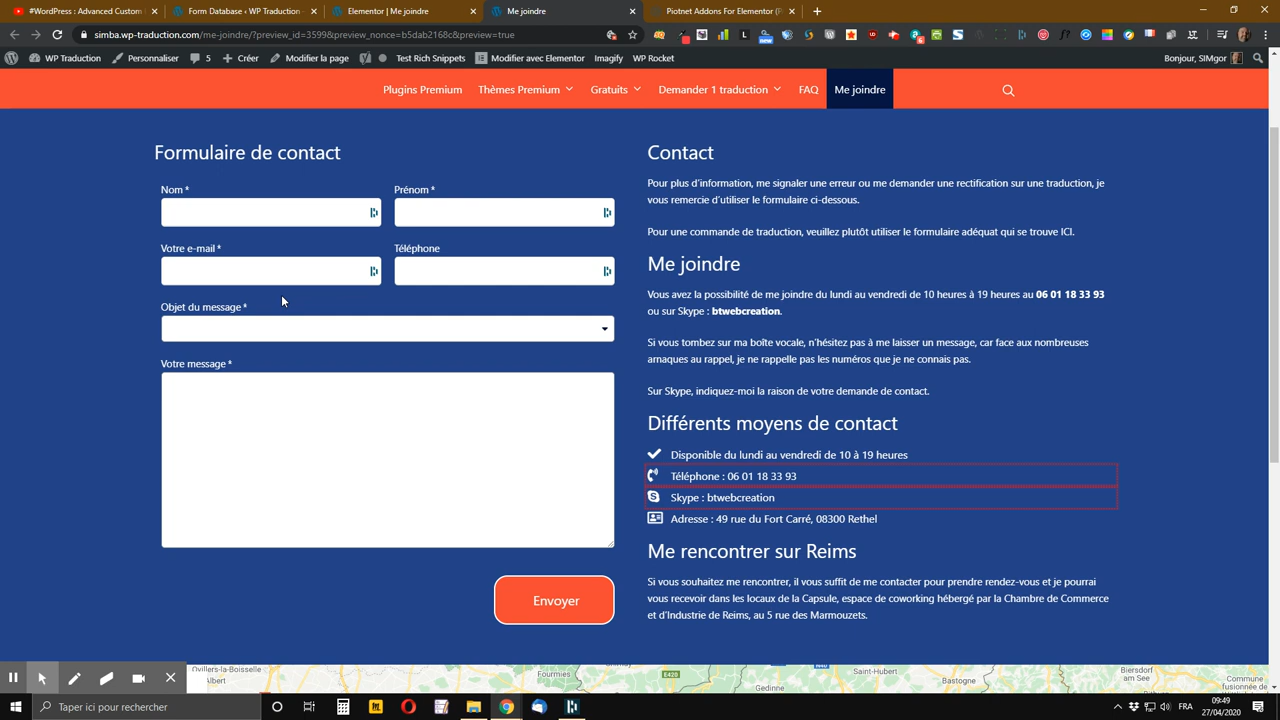 #WordPress : Advanced Custom
Form Database ‹ WP Traduction
Elementor | Me joindre
Me joindre
Piotnet Addons For Elementor (P
simba.wp-traduction.com/me-joindre/?preview_id=3599&preview_nonce=b5dab2168c&preview=true
WP Traduction
Personnaliser
5
Créer
Modifier la page
Test Rich Snippets
Modifier avec Elementor
Imagify
WP Rocket
Bonjour, SIMgor
Plugins Premium
Thèmes Premium
Gratuits
Demander 1 traduction
FAQ
Me joindre
Formulaire de contact
Nom *
Prénom *
Votre e-mail *
Téléphone
Objet du message *
Votre message *
Envoyer
Contact
Pour plus d'information, me signaler une erreur ou me demander une rectification sur une traduction, je
vous remercie d'utiliser le formulaire ci-dessous.
Pour une commande de traduction, veuillez plutôt utiliser le formulaire adéquat qui se trouve ICI.
Me joindre
Vous avez la possibilité de me joindre du lundi au vendredi de 10 heures à 19 heures au 06 01 18 33 93
ou sur Skype : btwebcreation.
Si vous tombez sur ma boîte vocale, n'hésitez pas à me laisser un message, car face aux nombreuses
arnaques au rappel, je ne rappelle pas les numéros que je ne connais pas.
Sur Skype, indiquez-moi la raison de votre demande de contact.
Différents moyens de contact
Disponible du lundi au vendredi de 10 à 19 heures
Téléphone : 06 01 18 33 93
Skype : btwebcreation
Adresse : 49 rue du Fort Carré, 08300 Rethel
Me rencontrer sur Reims
Si vous souhaitez me rencontrer, il vous suffit de me contacter pour prendre rendez-vous et je pourrai
vous recevoir dans les locaux de la Capsule, espace de coworking hébergé par la Chambre de Commerce
et d'Industrie de Reims, au 5 rue des Marmouzets.
Ovillers-la-Boisselle
Albert
Fourmies
E420
Gedinne
Saint-Hubert
Bastogne
Biersdorf
am See
Taper ici pour rechercher
FRA
09:49
27/04/2020